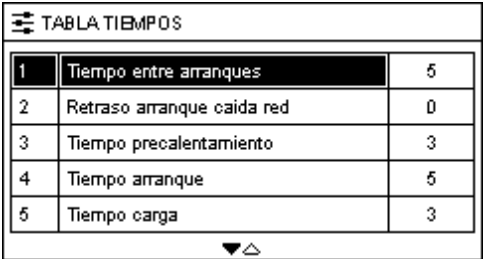 TABLA TIEMPOS
1 Tiempo entre arranques 5
2 Retraso arranque caida red 0
3 Tiempo precalentamiento 3
4 Tiempo arranque 5
5 Tiempo carga 3